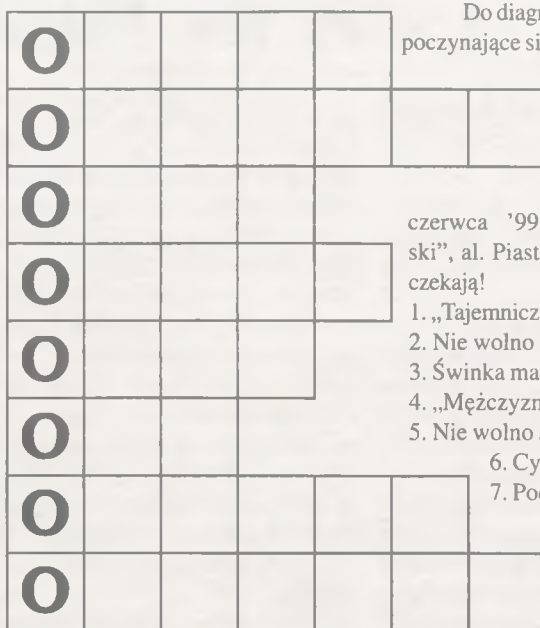 Do diagr
poczynające si
O
O
O
O
O
O
O
O
czerwca ’99
ski”, al. Piast
czekają!
1. „Tajemnicz
2. Nie wolno
3. Świnka ma
4. „Mężczyzn
5. Nie wolno
6. Cy
7. Po